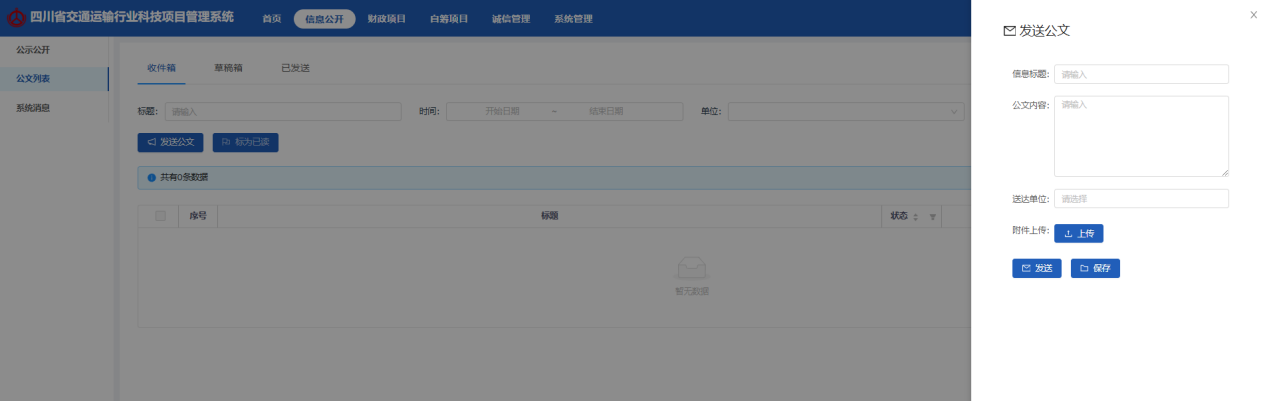 四川省交通运输行业科技项目管理系统 首页 信息公开 财政项目 自筹项目 诚信管理 系统管理
公示公开
公文列表
系统消息
收件箱 草稿箱 已发送
标题: 请输入 时间: 开始日期 ~ 结束日期 单位:
发送公文 标为已读
共有0条数据
序号 标题 状态
暂无数据
发送公文
信息标题: 请输入
公文内容: 请输入
送达单位: 请选择
附件上传: 上传
发送 保存